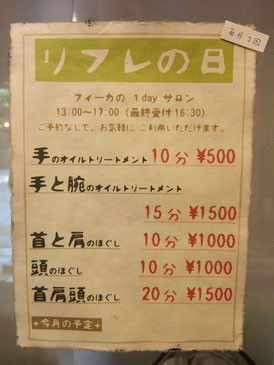 毎月2回
リフレの日
フィーカの 1day サロン
13:00~17:00(最終受付16:30)
ご予約なしで、お気軽に ご利用いただけます。
手のオイルトリートメント 10分 ¥500
手と腕のオイルトリートメント
15分 ¥1500
首と肩のほぐし 10分 ¥1000
頭のほぐし 10分 ¥1000
首肩頭のほぐし 20分 ¥1500
+今月の予定+